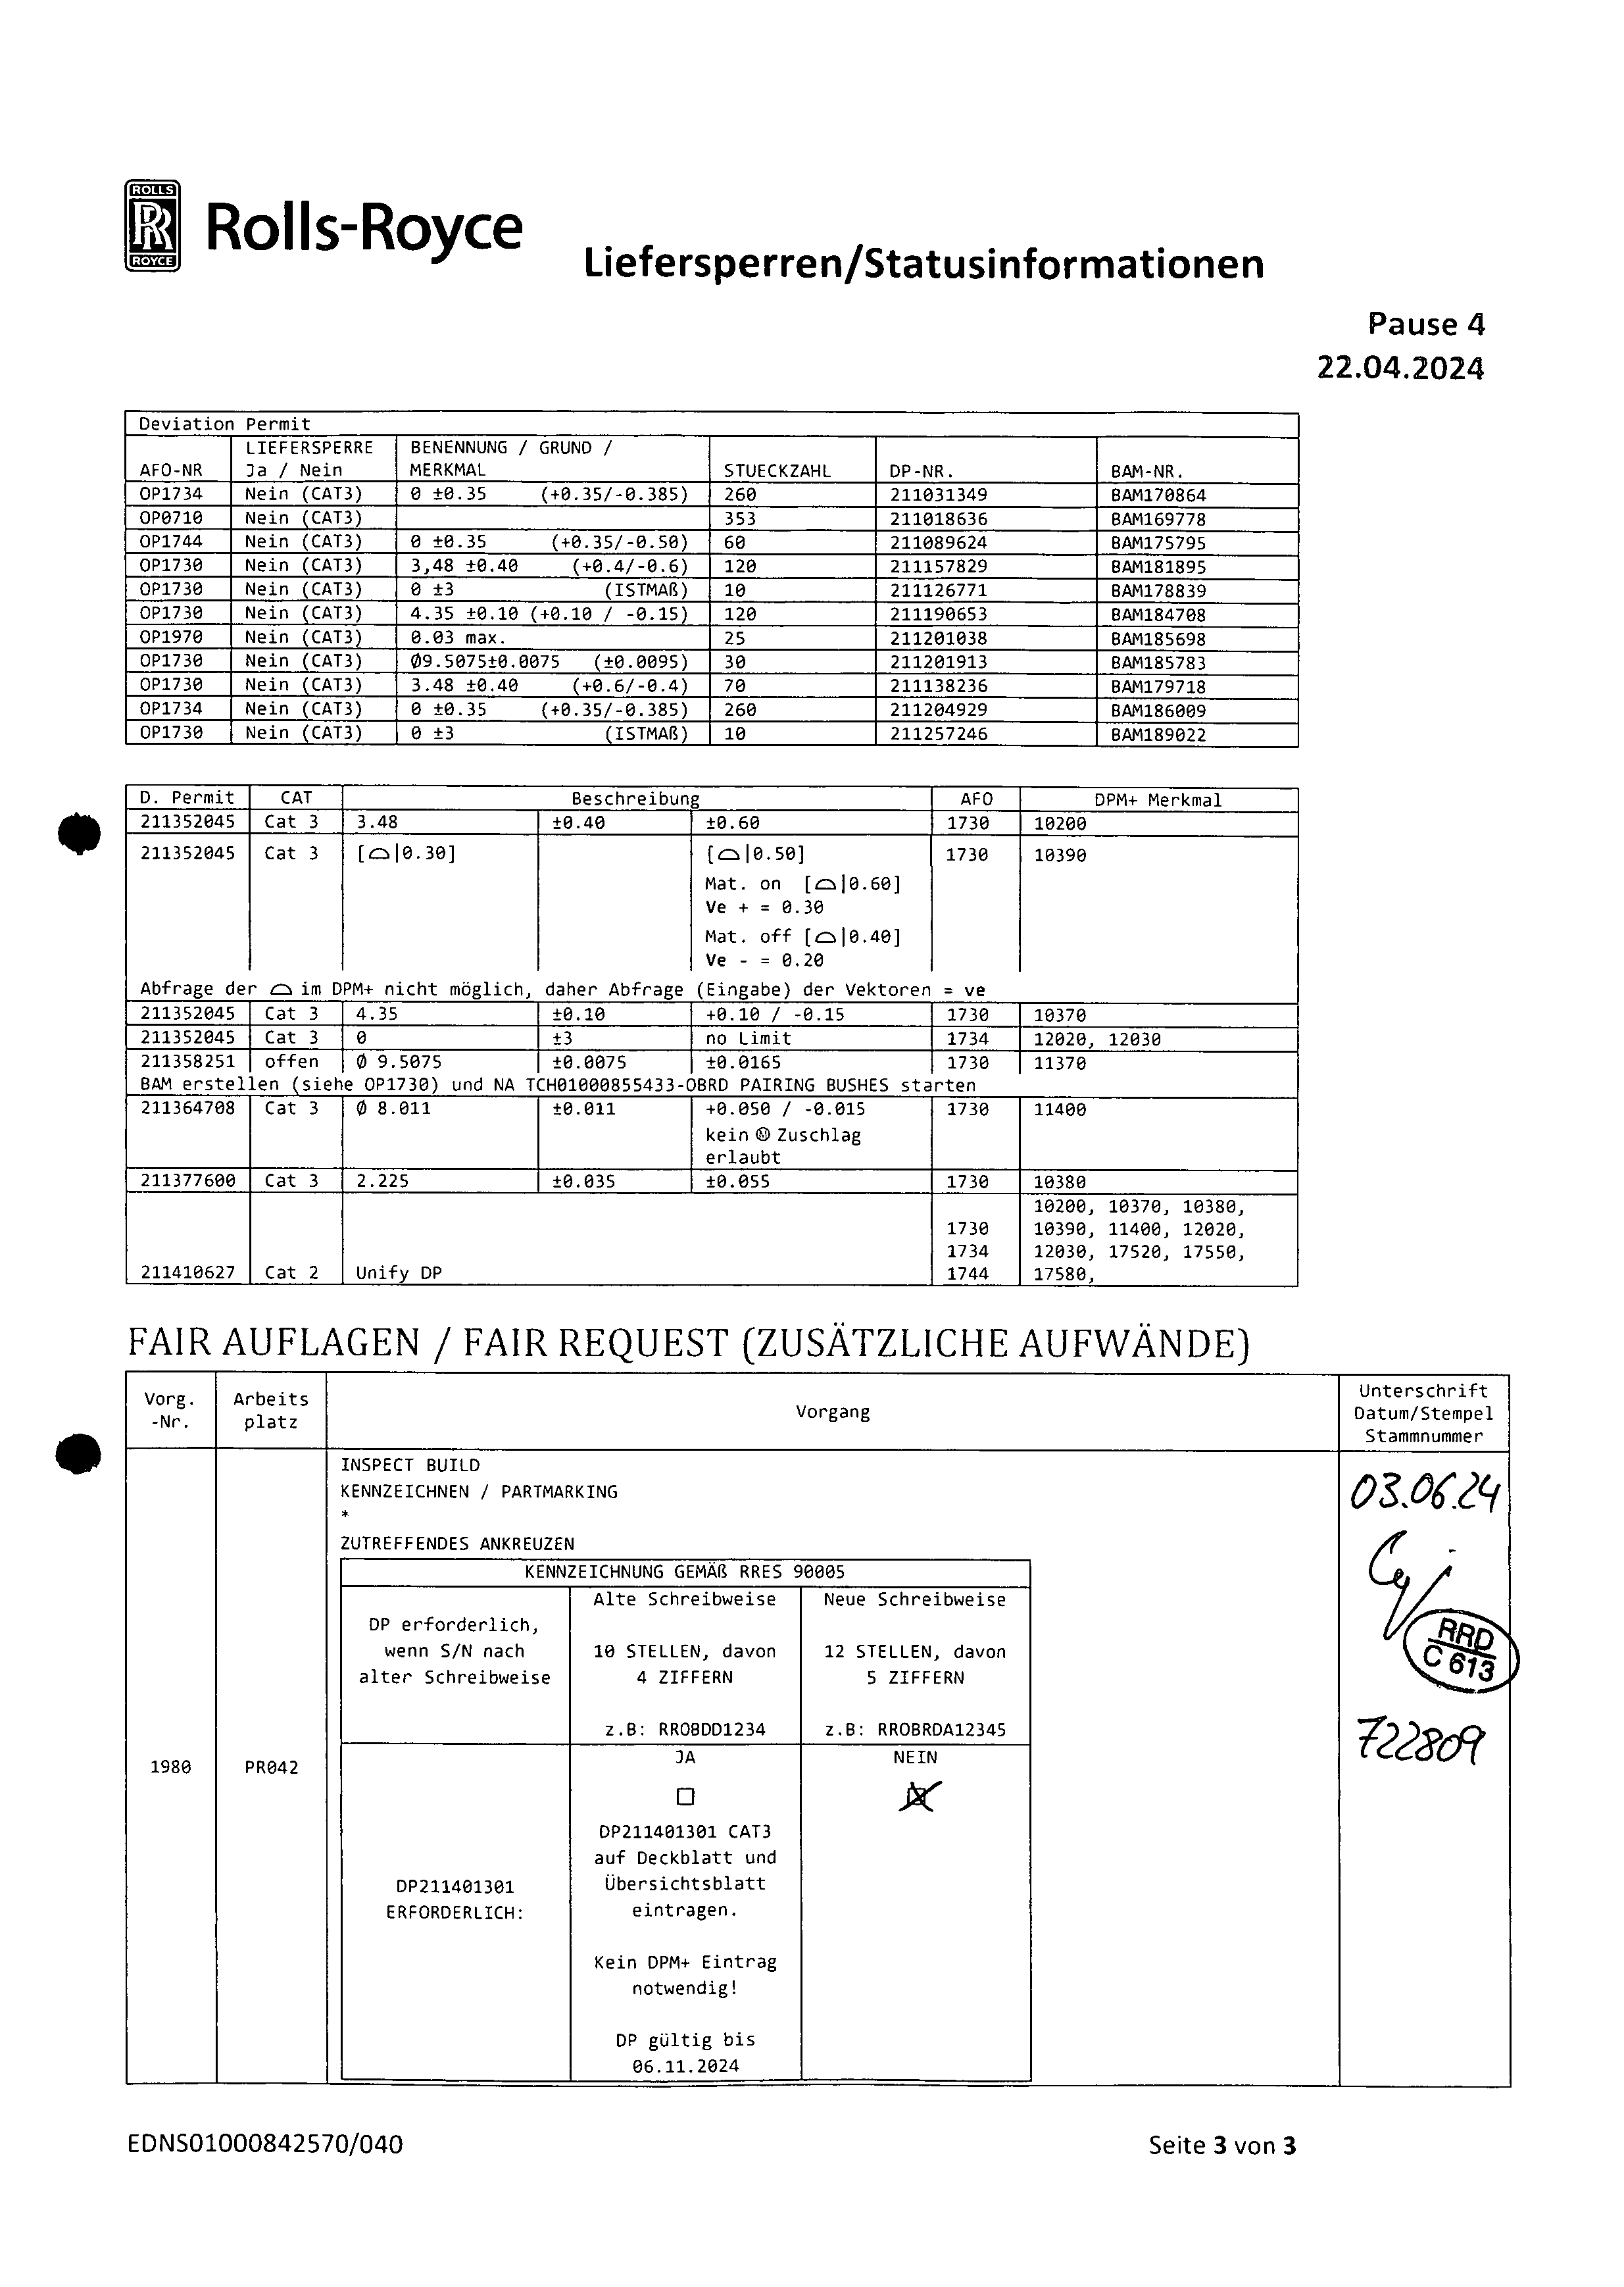 ROLLS
RR
ROYCE
Rolls-Royce
Liefersperren/Statusinformationen
Pause 4
22.04.2024
Deviation Permit
AFO-NR LIEFERSPERRE Ja / Nein BENENNUNG / GRUND / MERKMAL STUECKZAHL DP-NR. BAM-NR.
OP1734 Nein (CAT3) 0 ±0.35 (+0.35/-0.385) 260 211031349 BAM170864
OP0710 Nein (CAT3) 353 211018636 BAM169778
OP1744 Nein (CAT3) 0 ±0.35 (+0.35/-0.50) 60 211089624 BAM175795
OP1730 Nein (CAT3) 3,48 ±0.40 (+0.4/-0.6) 120 211157829 BAM181895
OP1730 Nein (CAT3) 0 ±3 (ISTMAß) 10 211126771 BAM178839
OP1730 Nein (CAT3) 4.35 ±0.10 (+0.10 / -0.15) 120 211190653 BAM184708
OP1970 Nein (CAT3) 0.03 max. 25 211201038 BAM185698
OP1730 Nein (CAT3) Ø9.5075±0.0075 (±0.0095) 30 211201913 BAM185783
OP1730 Nein (CAT3) 3.48 ±0.40 (+0.6/-0.4) 70 211138236 BAM179718
OP1734 Nein (CAT3) 0 ±0.35 (+0.35/-0.385) 260 211204929 BAM186009
OP1730 Nein (CAT3) 0 ±3 (ISTMAß) 10 211257246 BAM189022
D. Permit CAT Beschreibung AFO DPM+ Merkmal
211352045 Cat 3 3.48 ±0.40 ±0.60 1730 10200
211352045 Cat 3 [⌓|0.30] [⌓|0.50] 1730 10390
Mat. on [⌓|0.60]
Ve + = 0.30
Mat. off [⌓|0.40]
Ve - = 0.20
Abfrage der ⌓ im DPM+ nicht möglich, daher Abfrage (Eingabe) der Vektoren = ve
211352045 Cat 3 4.35 ±0.10 +0.10 / -0.15 1730 10370
211352045 Cat 3 0 ±3 no Limit 1734 12020, 12030
211358251 offen Ø 9.5075 ±0.0075 ±0.0165 1730 11370
BAM erstellen (siehe OP1730) und NA TCH01000855433-OBRD PAIRING BUSHES starten
211364708 Cat 3 Ø 8.011 ±0.011 +0.050 / -0.015 1730 11400
kein Ⓜ Zuschlag
erlaubt
211377600 Cat 3 2.225 ±0.035 ±0.055 1730 10380
10200, 10370, 10380,
1730 10390, 11400, 12020,
1734 12030, 17520, 17550,
211410627 Cat 2 Unify DP 1744 17580,
FAIR AUFLAGEN / FAIR REQUEST (ZUSÄTZLICHE AUFWÄNDE)
Vorg. -Nr. Arbeits platz Vorgang Unterschrift Datum/Stempel Stammnummer
INSPECT BUILD
KENNZEICHNEN / PARTMARKING
*
ZUTREFFENDES ANKREUZEN
03.06.24
KENNZEICHNUNG GEMÄß RRES 90005
DP erforderlich,
wenn S/N nach
alter Schreibweise
Alte Schreibweise
10 STELLEN, davon
4 ZIFFERN
z.B: RROBDD1234
Neue Schreibweise
12 STELLEN, davon
5 ZIFFERN
z.B: RROBRDA12345
RRD
C 613
722809
1980 PR042
DP211401301
ERFORDERLICH:
JA
DP211401301 CAT3
auf Deckblatt und
Übersichtsblatt
eintragen.
Kein DPM+ Eintrag
notwendig!
DP gültig bis
06.11.2024
NEIN
EDNS01000842570/040
Seite 3 von 3